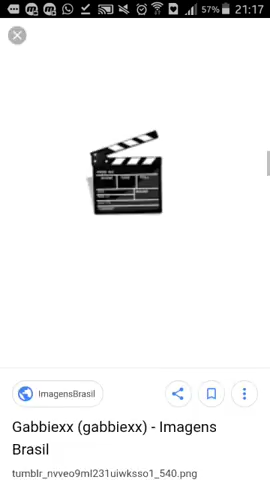 57% 21:17
ImagensBrasil
Gabbiexx (gabbiexx) - Imagens
Brasil
tumblr_nvveo9ml231uiwksso1_540.png